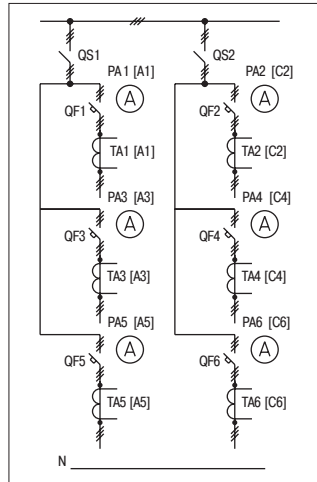 QS1 QS2
PA1 [A1] PA2 [C2]
QF1 A QF2 A
TA1 [A1] TA2 [C2]
PA3 [A3] PA4 [C4]
QF3 A QF4 A
TA3 [A3] TA4 [C4]
PA5 [A5] PA6 [C6]
QF5 A QF6 A
TA5 [A5] TA6 [C6]
N